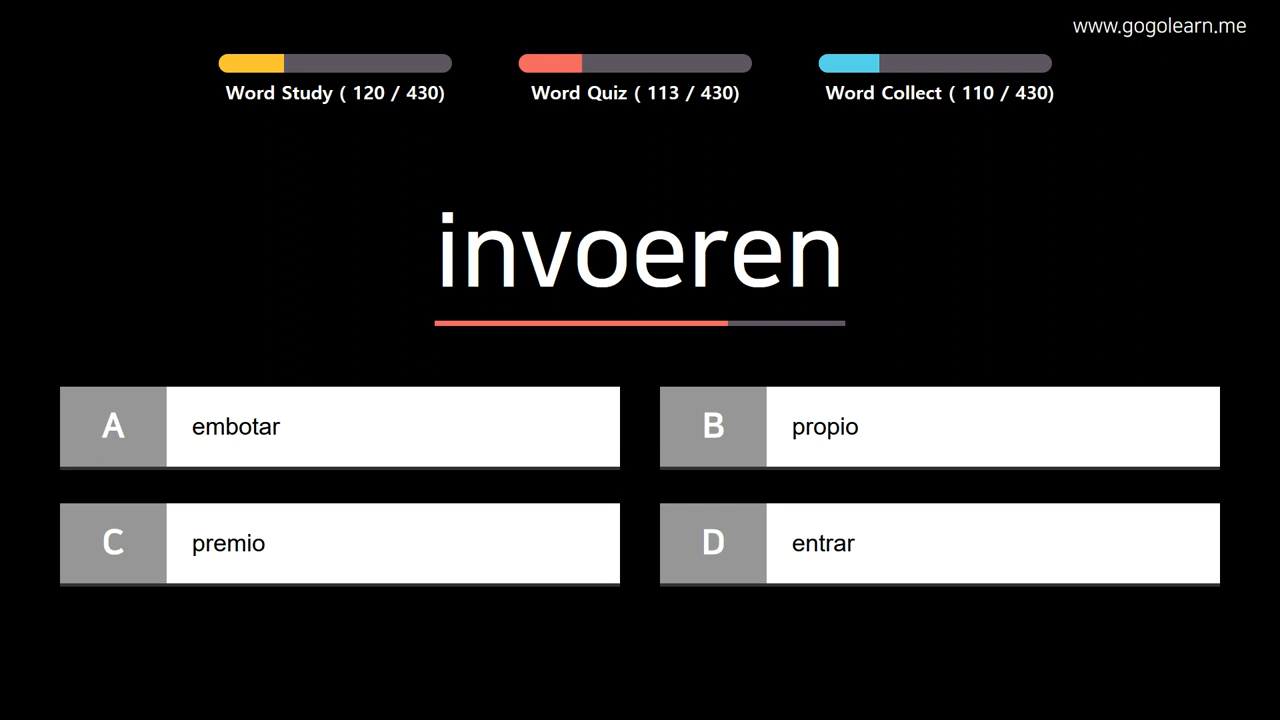 www.gogolearn.me
Word Study ( 120 / 430)
Word Quiz ( 113 / 430)
Word Collect ( 110 / 430)
invoeren
A embotar
B propio
C premio
D entrar